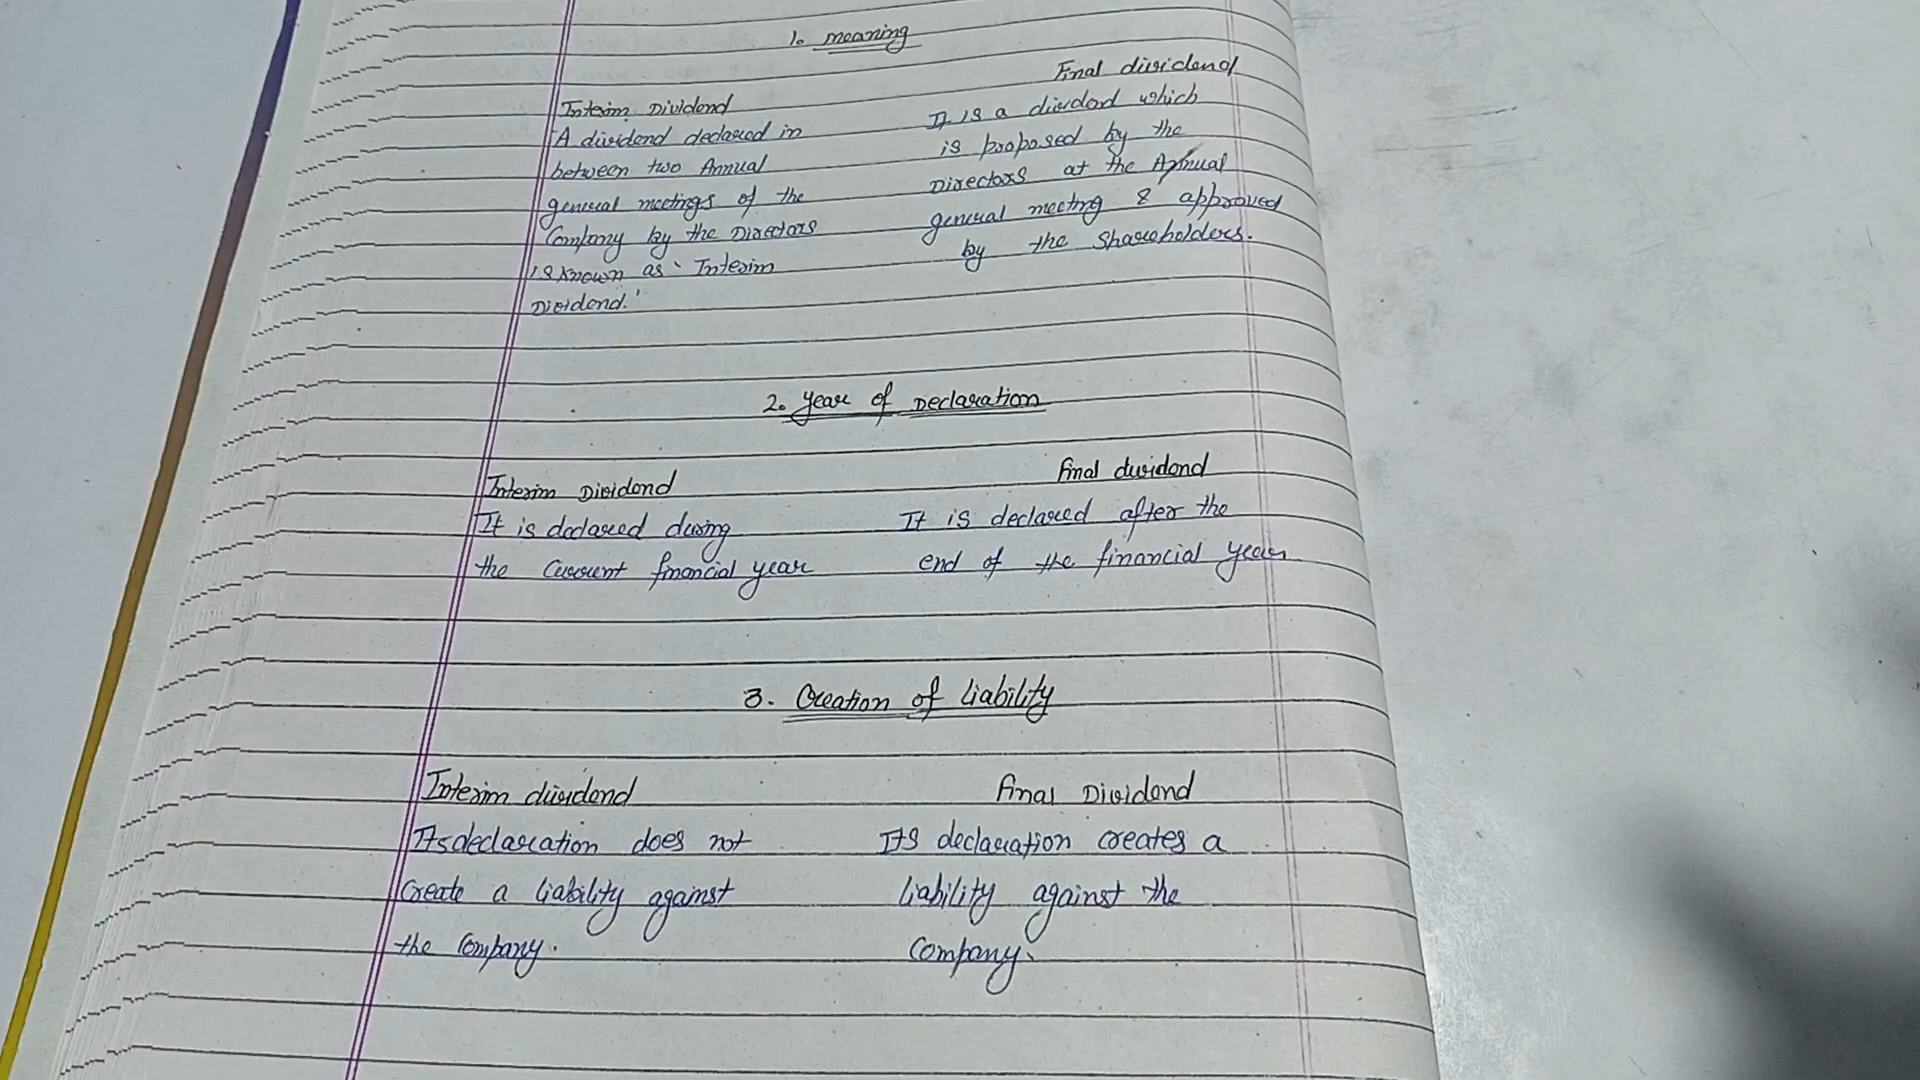 1. meaning
Interim Dividend
A dividend declared in
between two Annual
general meetings of the
Company by the Directors
is known as 'Interim
Dividend.'
Final dividend
It is a dividend which
is proposed by the
Directors at the Annual
general meeting & approved
by the Shareholders.
2. Year of Declaration
Interim Dividend
It is declared during
the Current financial year
final dividend
It is declared after the
end of the financial year
3. Creation of Liability
Interim dividend
Its declaration does not
Create a liability against
the Company.
final Dividend
Its declaration creates a
liability against the
Company.